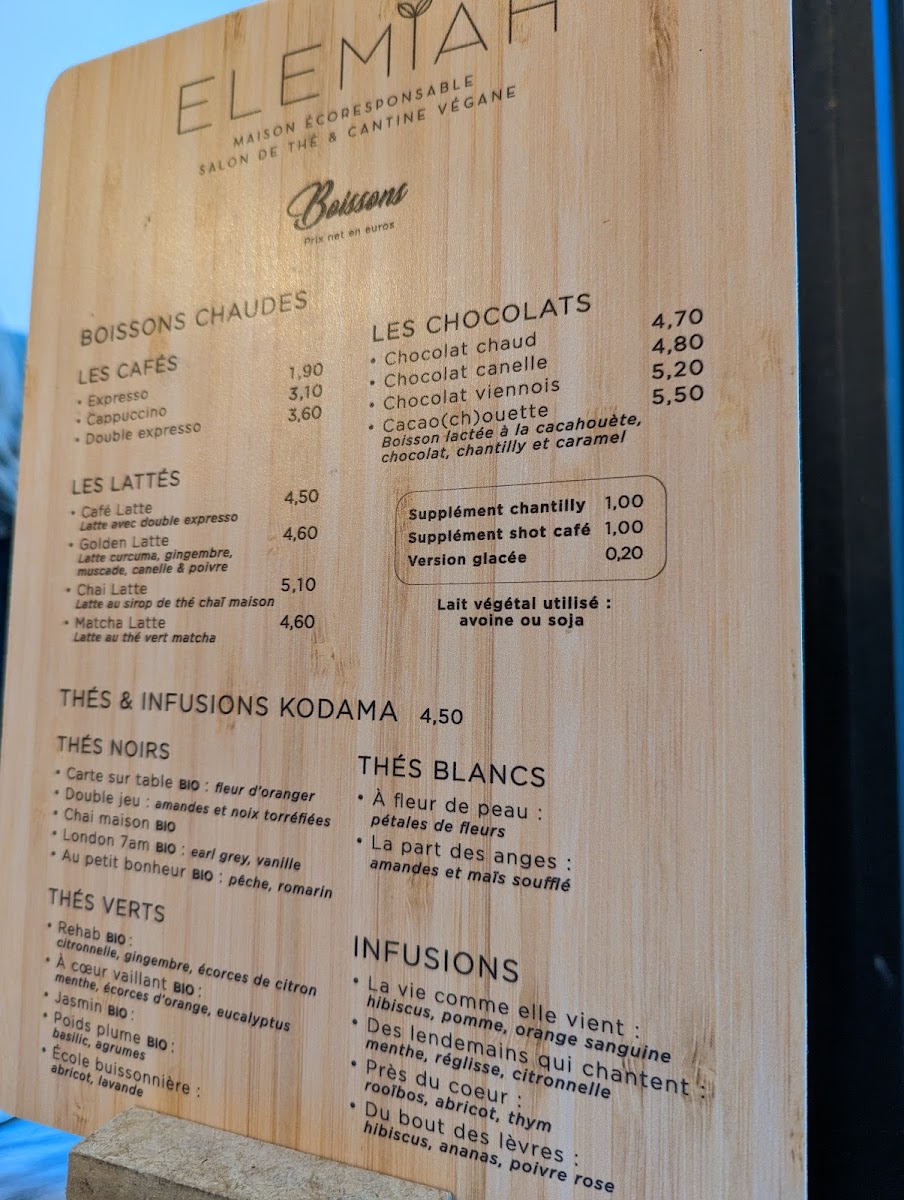 ELEMIAH
MAISON ÉCORESPONSABLE
SALON DE THÉ & CANTINE VÉGANE
Boissons
Prix net en euros
BOISSONS CHAUDES
LES CAFÉS
• Expresso 1,90
• Cappuccino 3,10
• Double expresso 3,60
LES LATTÉS
• Café Latte 4,50
Latte avec double expresso
• Golden Latte 4,60
Latte curcuma, gingembre,
muscade, canelle & poivre
• Chai Latte 5,10
Latte au sirop de thé chaï maison
• Matcha Latte 4,60
Latte au thé vert matcha
LES CHOCOLATS
• Chocolat chaud 4,70
• Chocolat canelle 4,80
• Chocolat viennois 5,20
• Cacao(ch)ouette 5,50
Boisson lactée à la cacahouète,
chocolat, chantilly et caramel
Supplément chantilly 1,00
Supplément shot café 1,00
Version glacée 0,20
Lait végétal utilisé :
avoine ou soja
THÉS & INFUSIONS KODAMA 4,50
THÉS NOIRS
• Carte sur table BIO : fleur d'oranger
• Double jeu : amandes et noix torréfiées
• Chai maison BIO
• London 7am BIO : earl grey, vanille
• Au petit bonheur BIO : pêche, romarin
THÉS VERTS
• Rehab BIO :
citronnelle, gingembre, écorces de citron
• À cœur vaillant BIO :
menthe, écorces d'orange, eucalyptus
• Jasmin BIO :
• Poids plume BIO :
basilic, agrumes
• École buissonnière :
abricot, lavande
THÉS BLANCS
• À fleur de peau :
pétales de fleurs
• La part des anges :
amandes et maïs soufflé
INFUSIONS
• La vie comme elle vient :
hibiscus, pomme, orange sanguine
• Des lendemains qui chantent :
menthe, réglisse, citronnelle
• Près du coeur :
rooïbos, abricot, thym
• Du bout des lèvres :
hibiscus, ananas, poivre rose